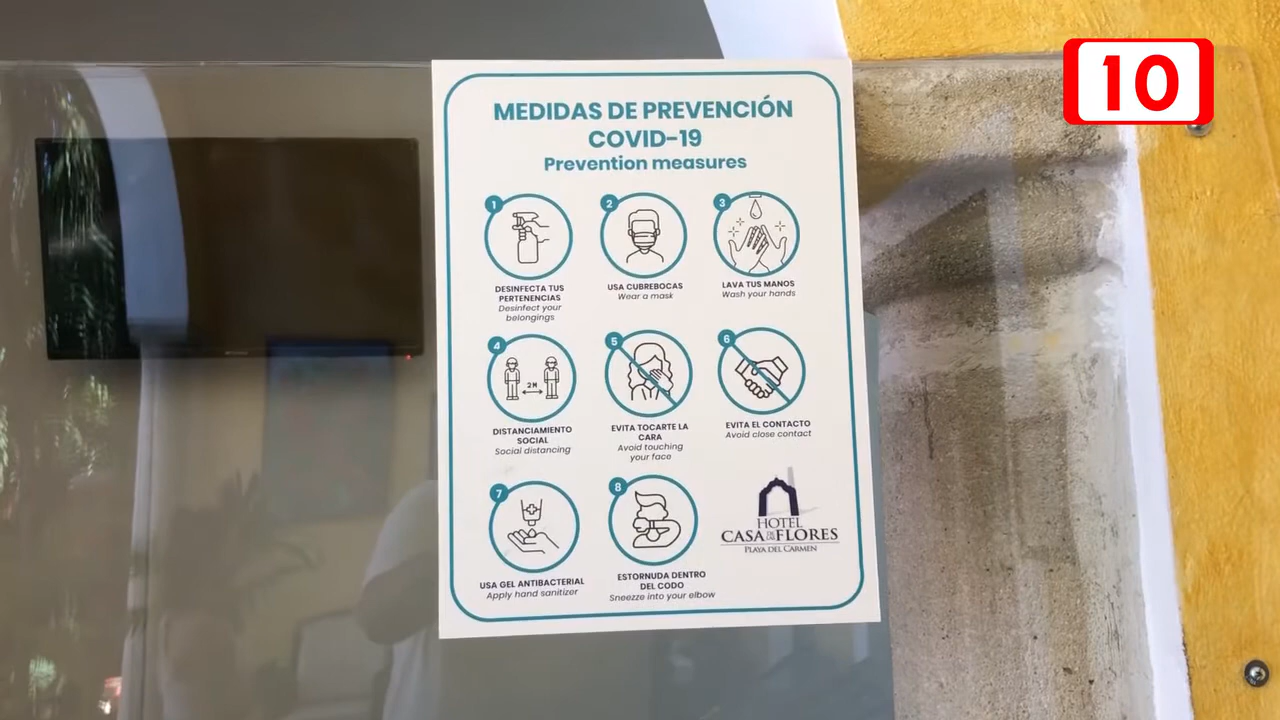 10
MEDIDAS DE PREVENCIÓN
COVID-19
Prevention measures
1
DESINFECTA TUS
PERTENENCIAS
Desinfect your
belongings
2
USA CUBREBOCAS
Wear a mask
3
LAVA TUS MANOS
Wash your hands
4
2M
DISTANCIAMIENTO
SOCIAL
Social distancing
5
EVITA TOCARTE LA
CARA
Avoid touching
your face
6
EVITA EL CONTACTO
Avoid close contact
7
USA GEL ANTIBACTERIAL
Apply hand sanitizer
8
ESTORNUDA DENTRO
DEL CODO
Sneezze into your elbow
HOTEL
CASA DE LAS FLORES
PLAYA DEL CARMEN